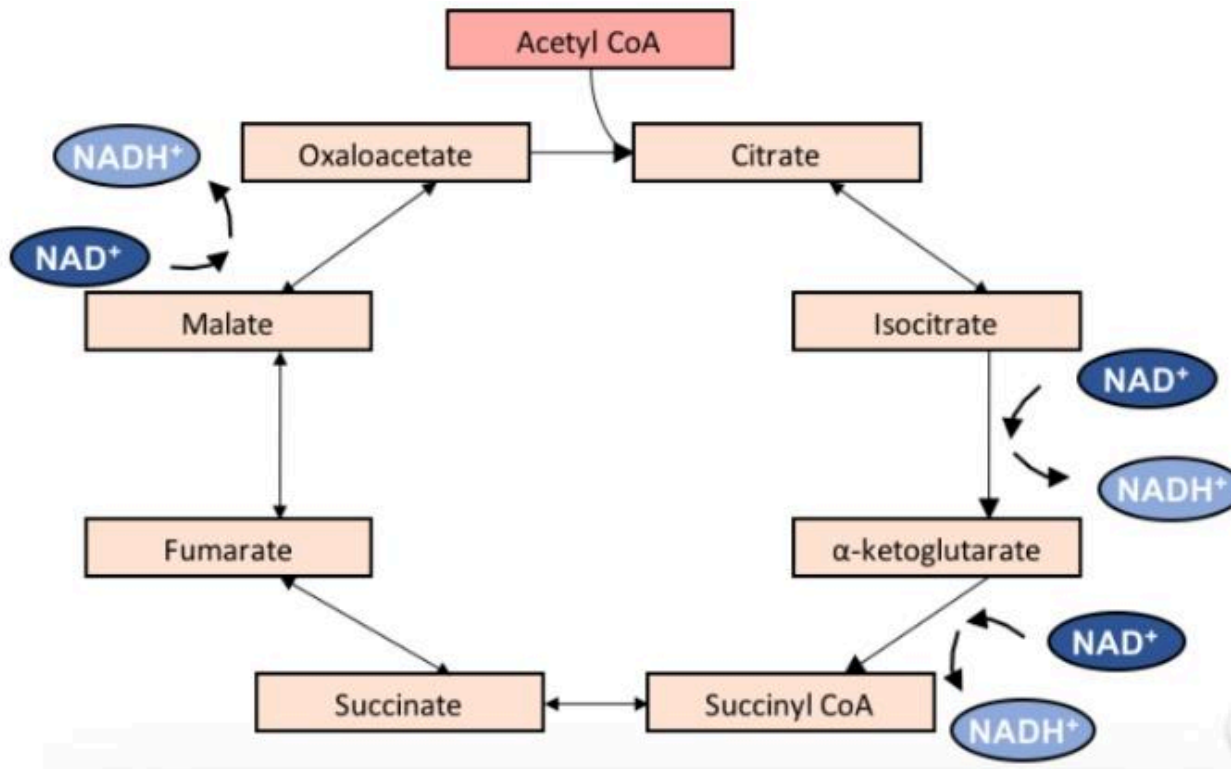 Acetyl CoA
NADH⁺
Oxaloacetate
Citrate
NAD⁺
Malate
Isocitrate
NAD⁺
NADH⁺
Fumarate
α-ketoglutarate
NAD⁺
Succinate
Succinyl CoA
NADH⁺